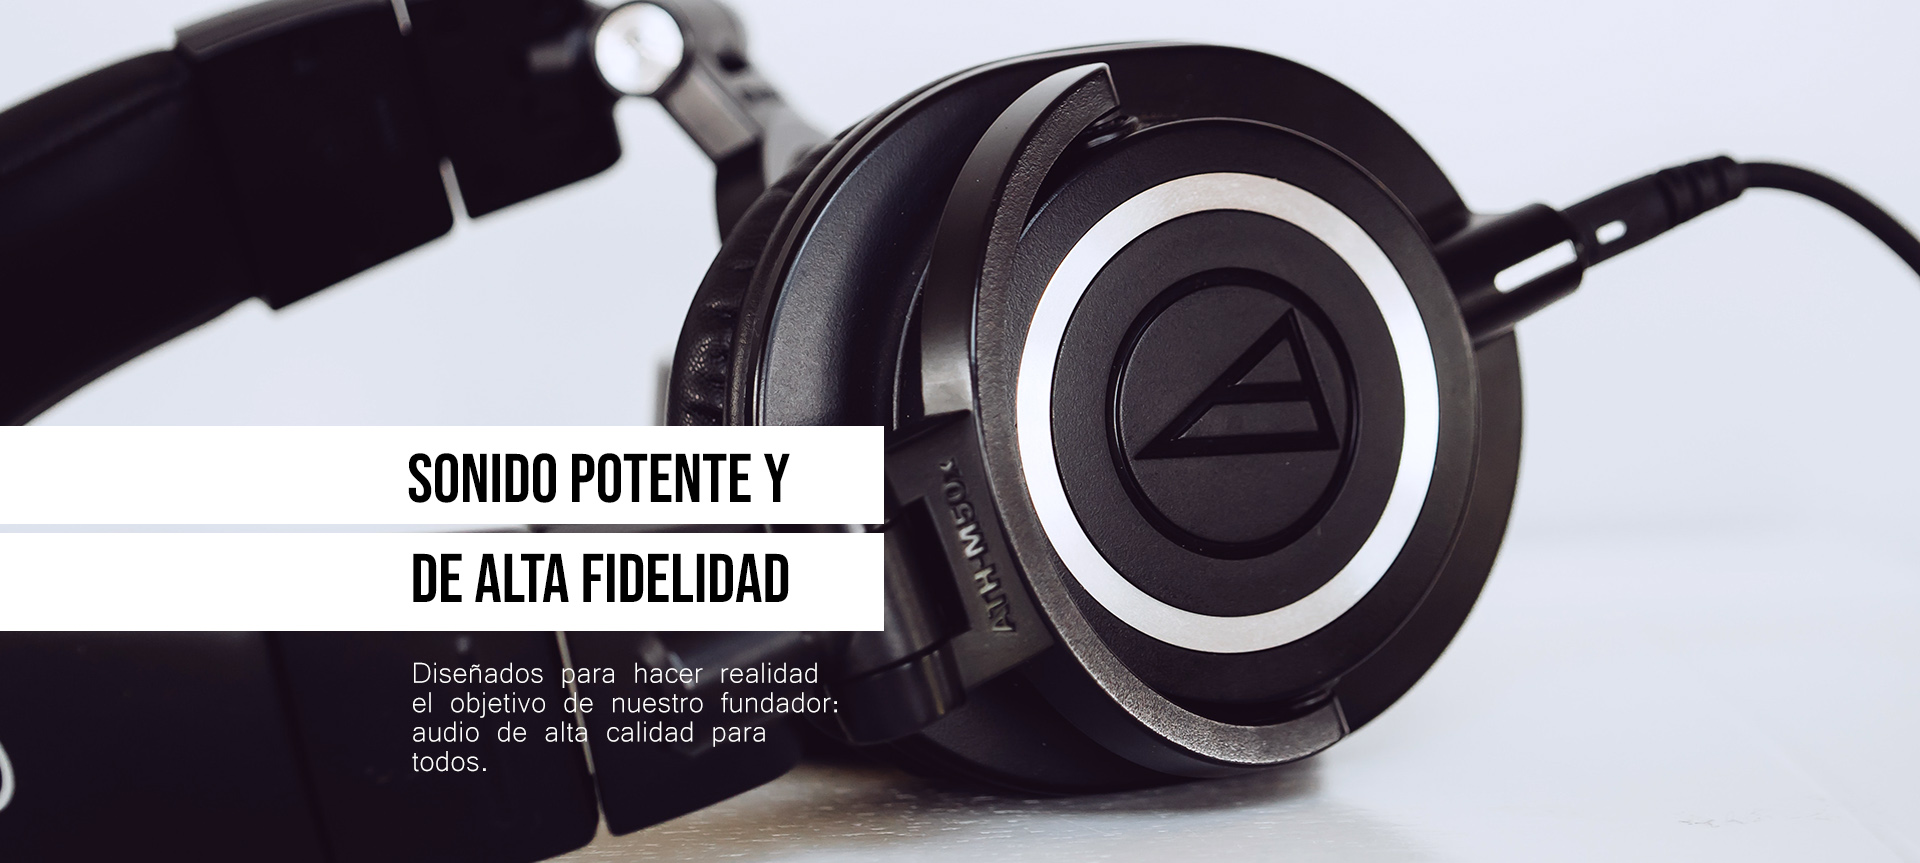 SONIDO POTENTE Y
DE ALTA FIDELIDAD
Diseñados para hacer realidad
el objetivo de nuestro fundador:
audio de alta calidad para
todos.
ATH-M50x